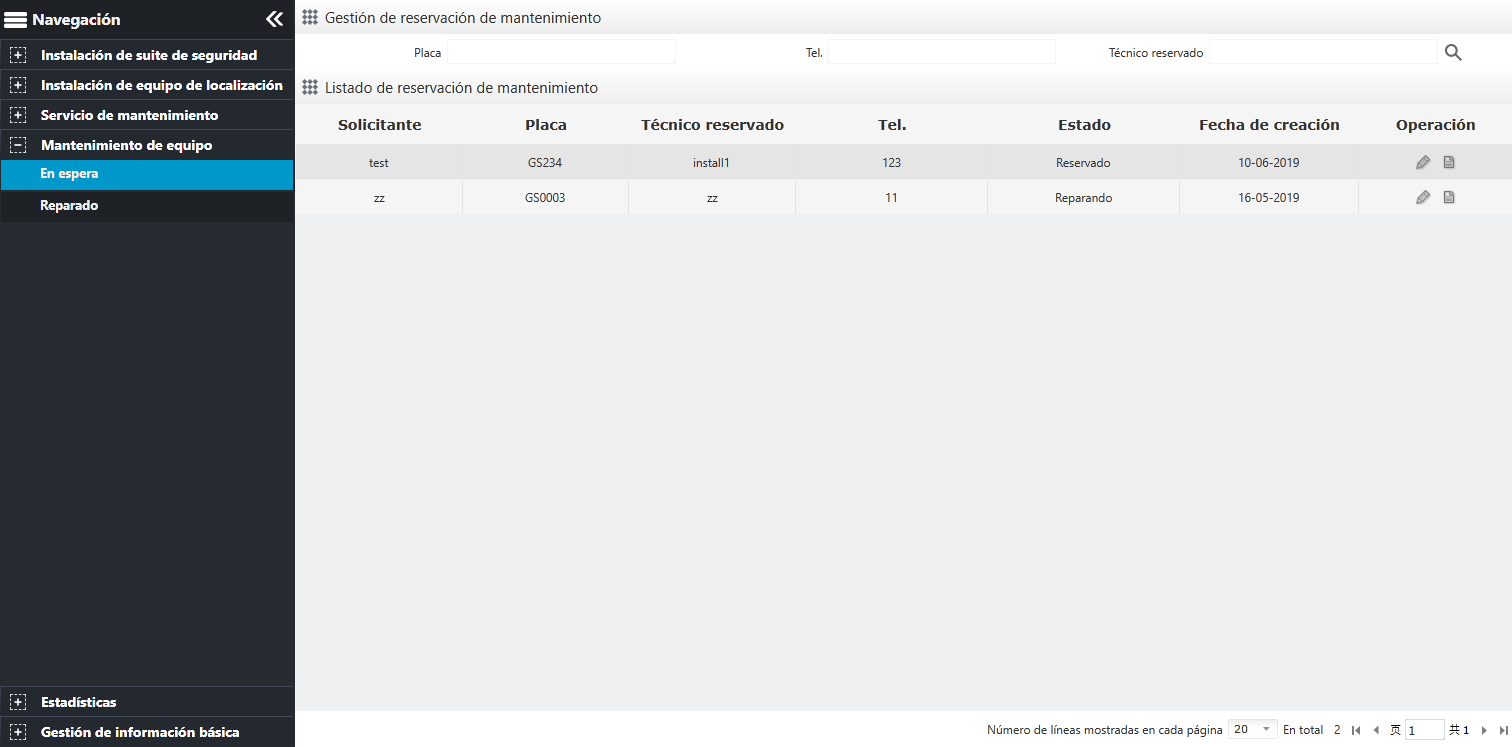 Navegación
Instalación de suite de seguridad
Instalación de equipo de localización
Servicio de mantenimiento
Mantenimiento de equipo
En espera
Reparado
Estadísticas
Gestión de información básica
Gestión de reservación de mantenimiento
Placa Tel. Técnico reservado
Listado de reservación de mantenimiento
Solicitante Placa Técnico reservado Tel. Estado Fecha de creación Operación
test GS234 install1 123 Reservado 10-06-2019
zz GS0003 zz 11 Reparando 16-05-2019
Número de líneas mostradas en cada página 20 En total 2 页 1 共 1